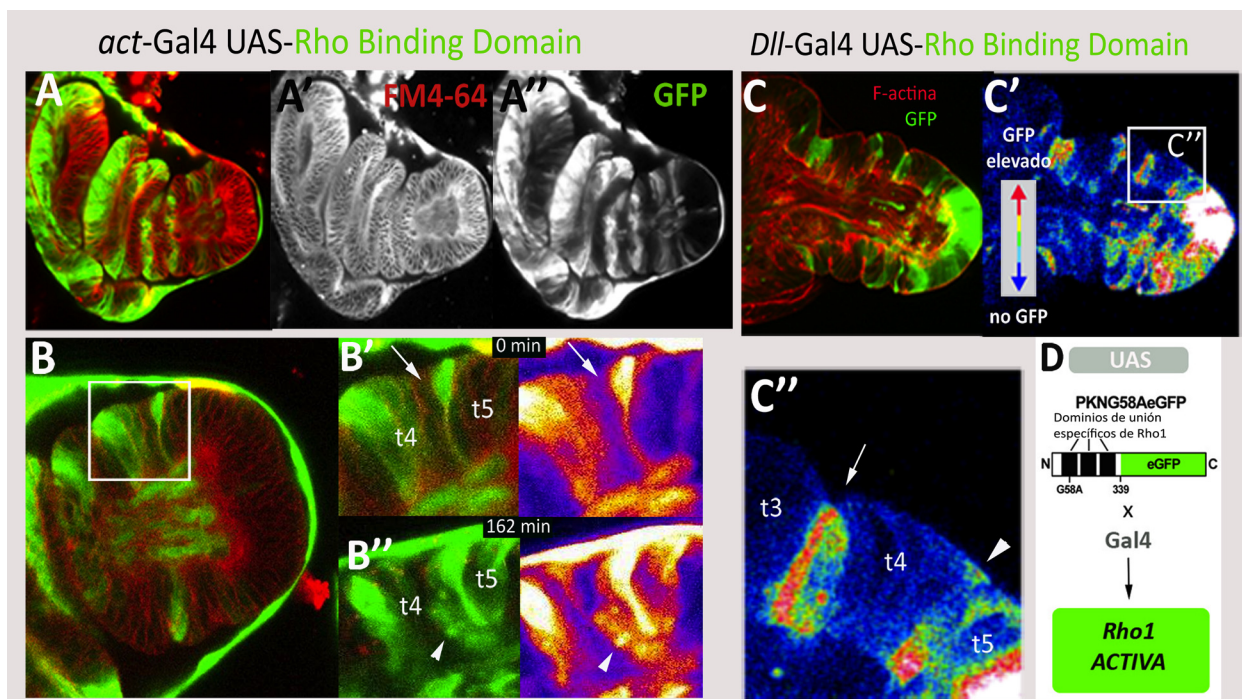 act-Gal4 UAS-Rho Binding Domain
Dll-Gal4 UAS-Rho Binding Domain
A
A'
FM4-64
A''
GFP
C
F-actina
GFP
C'
GFP
elevado
C''
no GFP
B
B'
0 min
t4
t5
B''
162 min
t4
t5
C''
t3
t4
t5
D
UAS
PKNG58AeGFP
Dominios de unión
específicos de Rho1
N
eGFP
C
G58A
339
X
Gal4
Rho1
ACTIVA